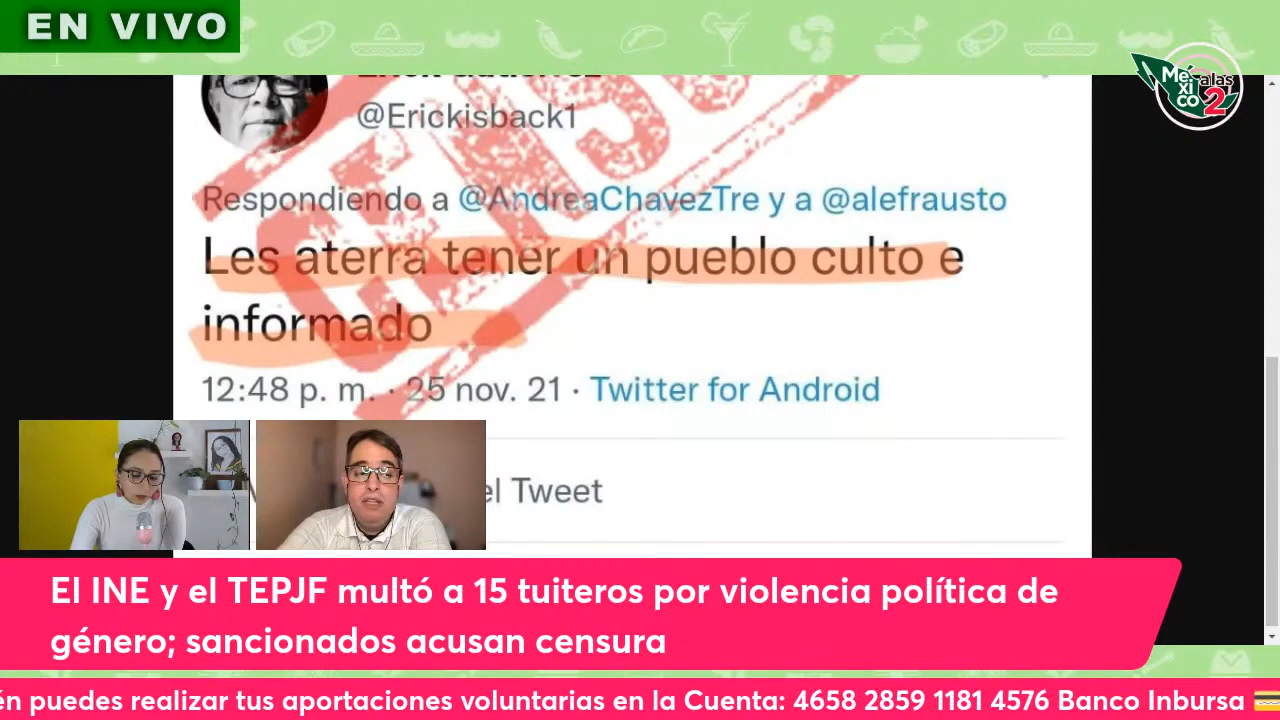 EN VIVO
México
a las
2
@Erickisback1
Respondiendo a @AndreaChavezTre y a @alefrausto
Les aterra tener un pueblo culto e
informado
12:48 p. m. · 25 nov. 21 · Twitter for Android
el Tweet
El INE y el TEPJF multó a 15 tuiteros por violencia política de
género; sancionados acusan censura
én puedes realizar tus aportaciones voluntarias en la Cuenta: 4658 2859 1181 4576 Banco Inbursa